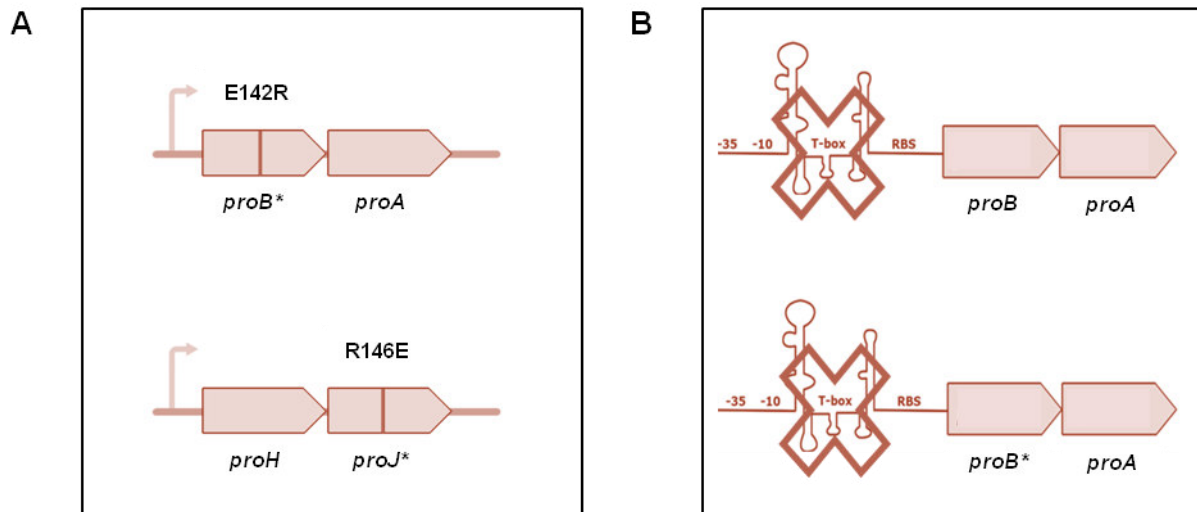 A
E142R
proB* proA
R146E
proH proJ*
B
-35 -10 T-box RBS
proB proA
-35 -10 T-box RBS
proB* proA